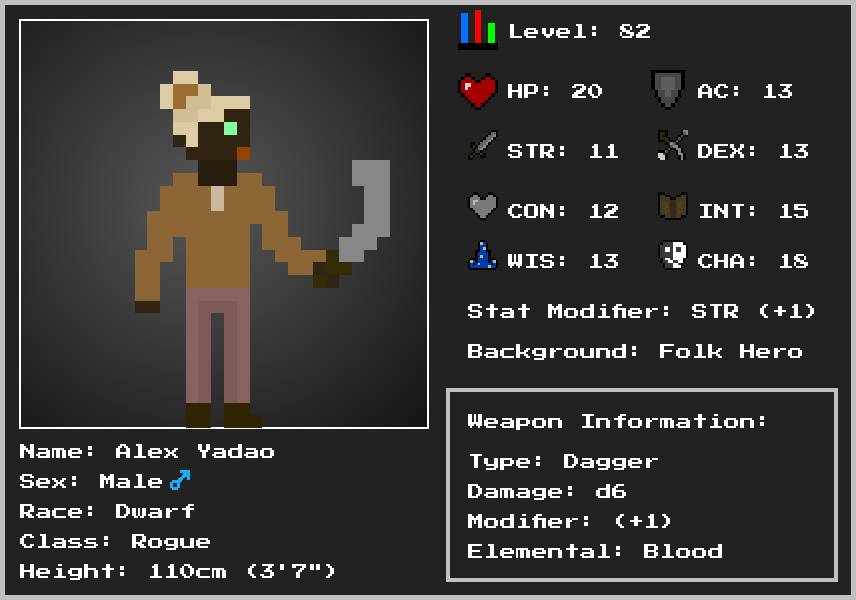 Level: 82
HP: 20 AC: 13
STR: 11 DEX: 13
CON: 12 INT: 15
WIS: 13 CHA: 18
Stat Modifier: STR (+1)
Background: Folk Hero
Weapon Information:
Type: Dagger
Damage: d6
Modifier: (+1)
Elemental: Blood
Name: Alex Yadao
Sex: Male ♂
Race: Dwarf
Class: Rogue
Height: 110cm (3'7")